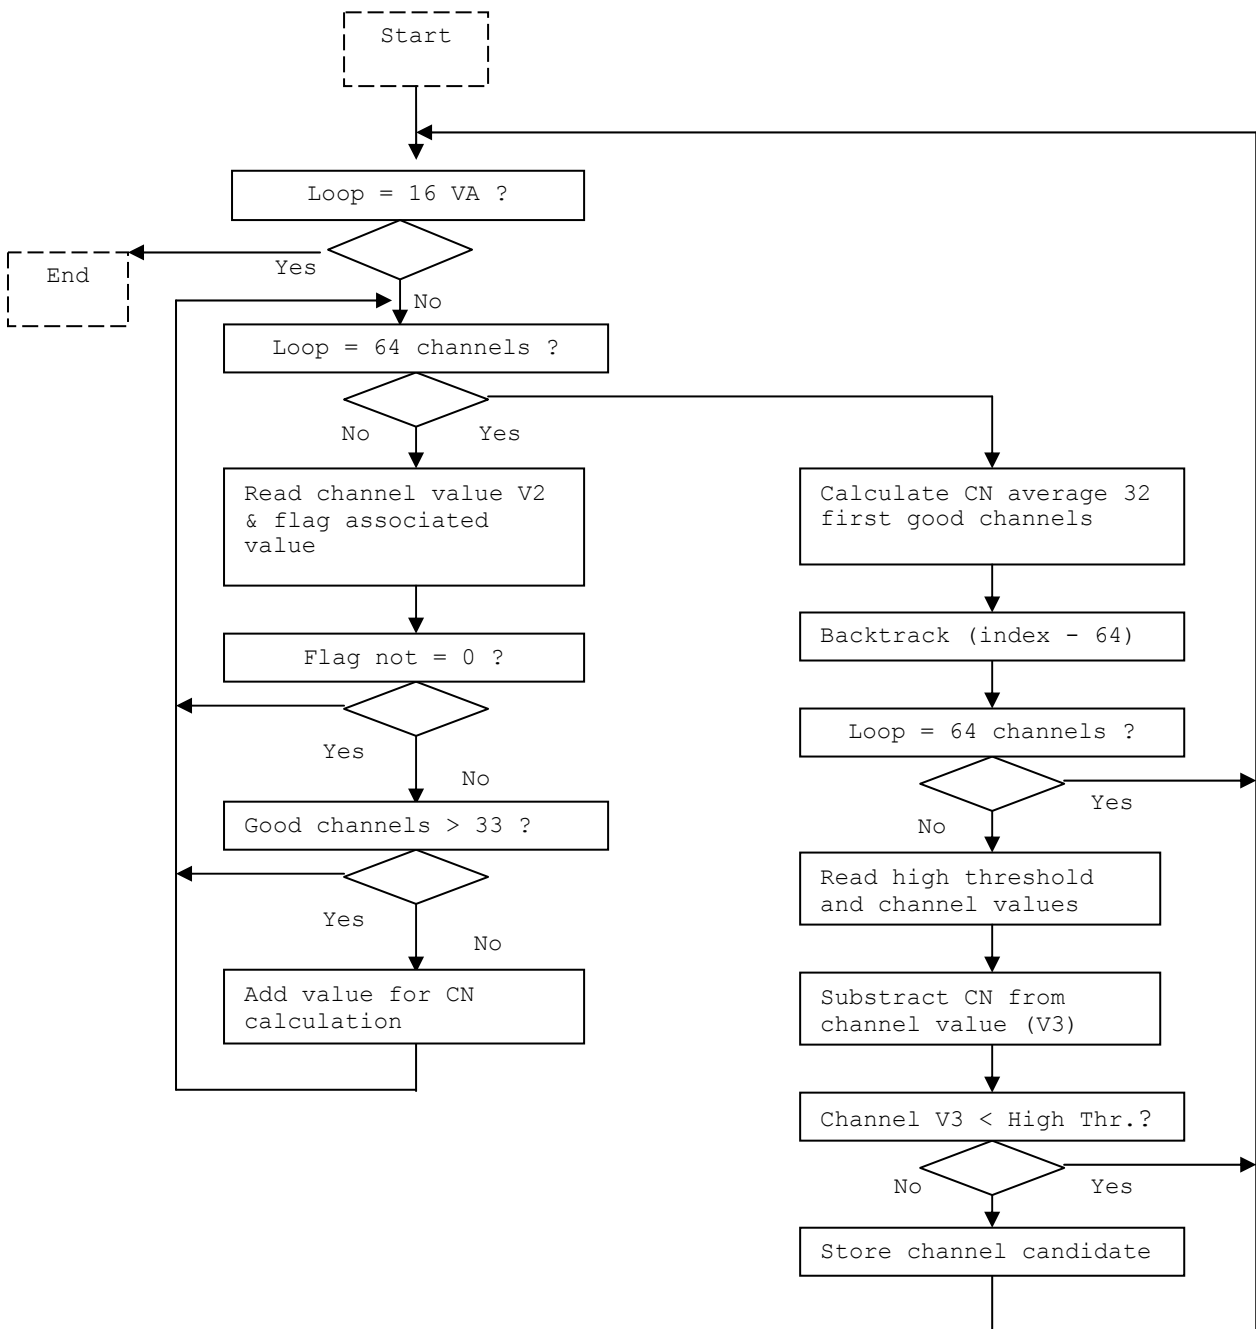 Start
Loop = 16 VA ?
Yes
End
No
Loop = 64 channels ?
No
Yes
Read channel value V2
& flag associated
value
Flag not = 0 ?
Yes
No
Good channels > 33 ?
Yes
No
Add value for CN
calculation
Calculate CN average 32
first good channels
Backtrack (index - 64)
Loop = 64 channels ?
Yes
No
Read high threshold
and channel values
Substract CN from
channel value (V3)
Channel V3 < High Thr.?
No
Yes
Store channel candidate